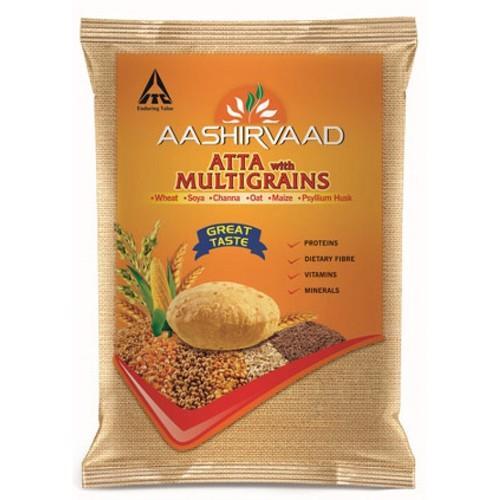 ITC
Enduring Value
AASHIRVAAD
ATTA with
MULTIGRAINS
•Wheat •Soya •Channa •Oat •Maize •Psyllium Husk
GREAT
TASTE
PROTEINS
DIETARY FIBRE
VITAMINS
MINERALS